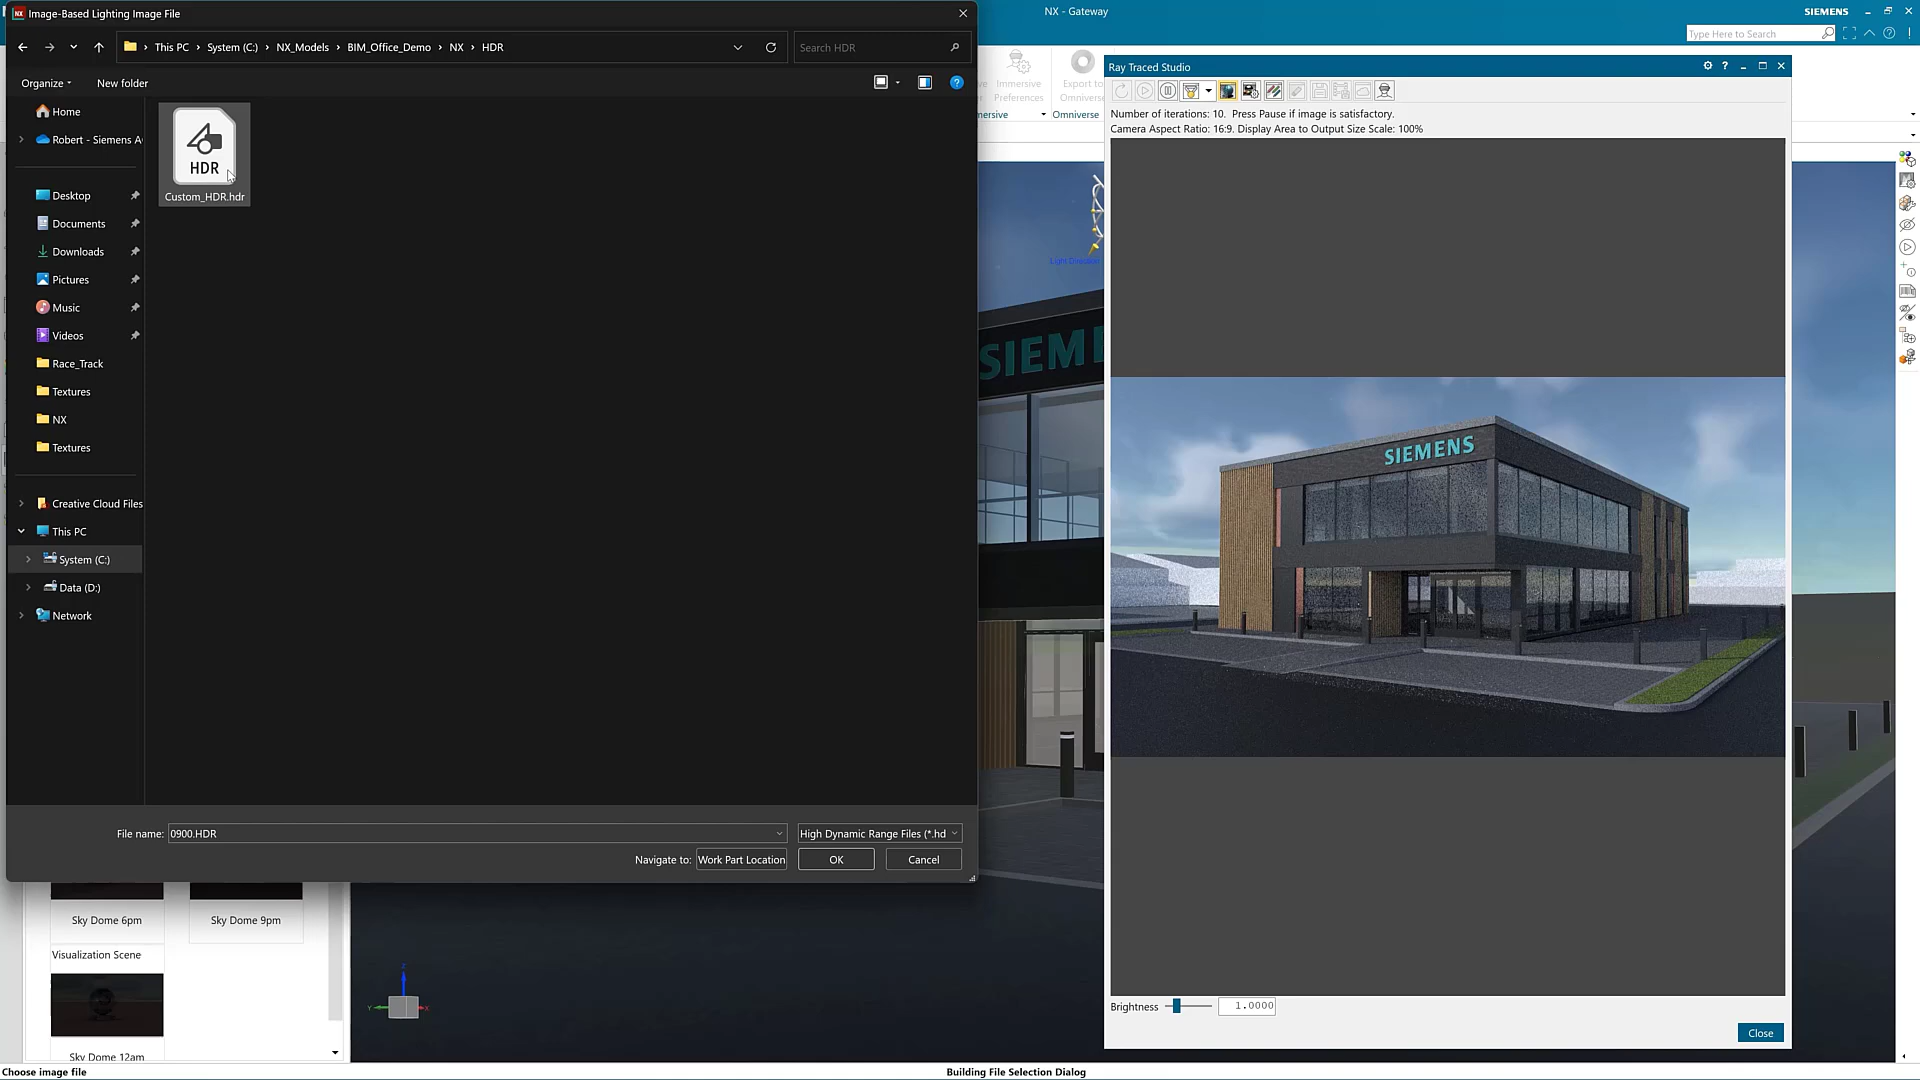 NX Image-Based Lighting Image File
This PC System (C:) NX_Models BIM_Office_Demo NX HDR
Search HDR
Organize New folder
Home
Robert - Siemens A
Desktop
Documents
Downloads
Pictures
Music
Videos
Race_Track
Textures
NX
Textures
Creative Cloud Files
This PC
System (C:)
Data (D:)
Network
HDR
Custom_HDR.hdr
File name: 0900.HDR
High Dynamic Range Files (*.hd
Navigate to: Work Part Location OK Cancel
Sky Dome 6pm Sky Dome 9pm
Visualization Scene
Sky Dome 12am
Choose image file
Building File Selection Dialog
NX - Gateway
SIEMENS
Type Here to Search
Immersive
Preferences
Export to
Omniverse
Omniverse
Light Direction
SIEM
Ray Traced Studio
Number of iterations: 10. Press Pause if image is satisfactory.
Camera Aspect Ratio: 16:9. Display Area to Output Size Scale: 100%
SIEMENS
Brightness 1.0000
Close
Z
Y
X